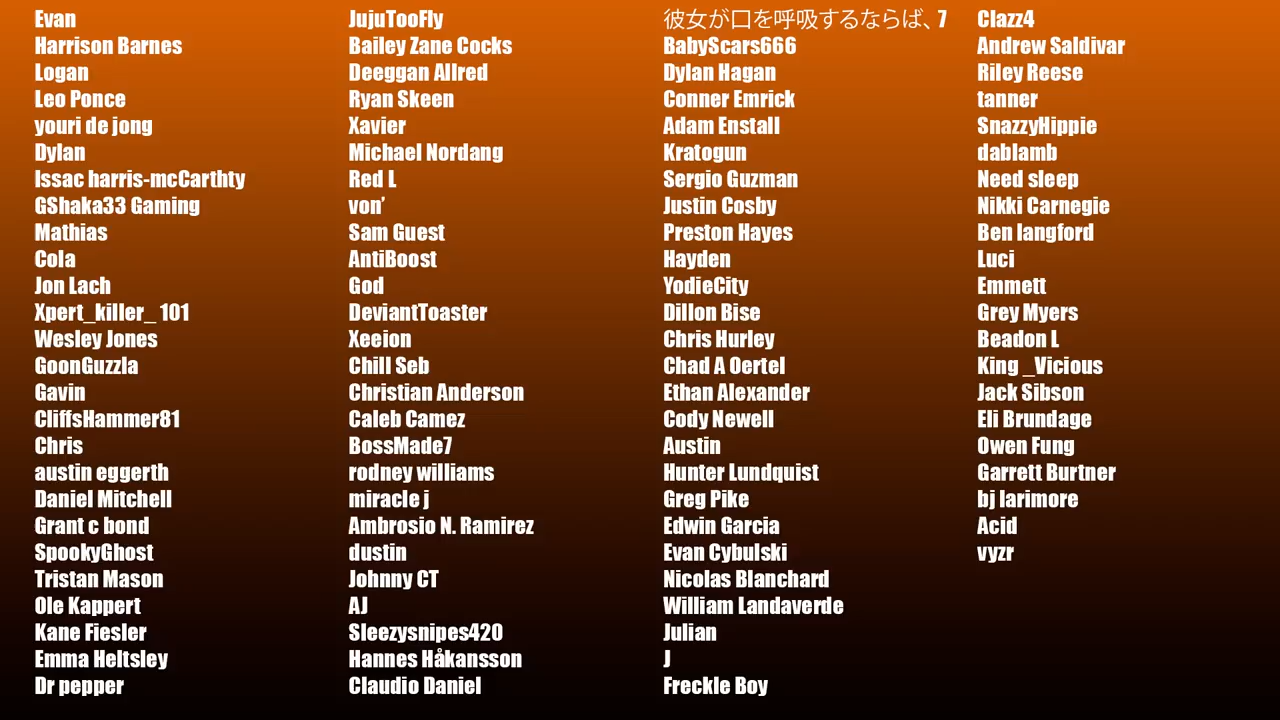 Evan
Harrison Barnes
Logan
Leo Ponce
youri de jong
Dylan
Issac harris-mcCarthty
GShaka33 Gaming
Mathias
Cola
Jon Lach
Xpert_killer_ 101
Wesley Jones
GoonGuzzla
Gavin
CliffsHammer81
Chris
austin eggerth
Daniel Mitchell
Grant c bond
SpookyGhost
Tristan Mason
Ole Kappert
Kane Fiesler
Emma Heltsley
Dr pepper
JujuTooFly
Bailey Zane Cocks
Deeggan Allred
Ryan Skeen
Xavier
Michael Nordang
Red L
von’
Sam Guest
AntiBoost
God
DeviantToaster
Xeeion
Chill Seb
Christian Anderson
Caleb Camez
BossMade7
rodney williams
miracle j
Ambrosio N. Ramirez
dustin
Johnny CT
AJ
Sleezysnipes420
Hannes Håkansson
Claudio Daniel
彼女が口を呼吸するならば、7
BabyScars666
Dylan Hagan
Conner Emrick
Adam Enstall
Kratogun
Sergio Guzman
Justin Cosby
Preston Hayes
Hayden
YodieCity
Dillon Bise
Chris Hurley
Chad A Oertel
Ethan Alexander
Cody Newell
Austin
Hunter Lundquist
Greg Pike
Edwin Garcia
Evan Cybulski
Nicolas Blanchard
William Landaverde
Julian
J
Freckle Boy
Clazz4
Andrew Saldivar
Riley Reese
tanner
SnazzyHippie
dablamb
Need sleep
Nikki Carnegie
Ben langford
Luci
Emmett
Grey Myers
Beadon L
King _Vicious
Jack Sibson
Eli Brundage
Owen Fung
Garrett Burtner
bj larimore
Acid
vyzr